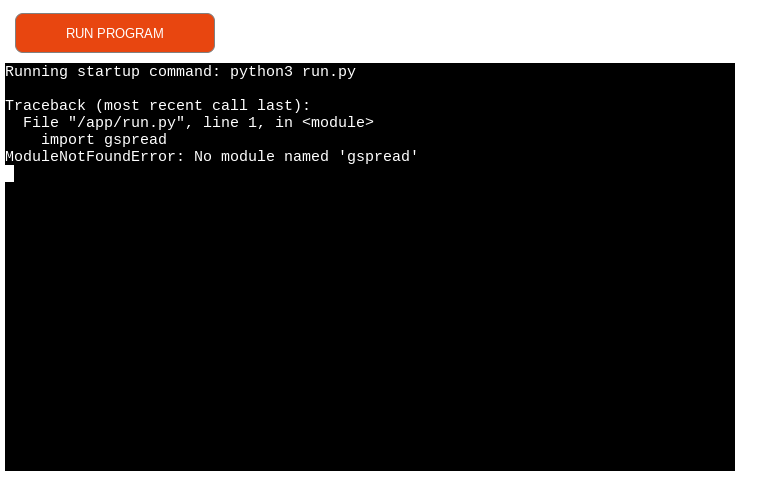 RUN PROGRAM
Running startup command: python3 run.py
Traceback (most recent call last):
  File "/app/run.py", line 1, in <module>
    import gspread
ModuleNotFoundError: No module named 'gspread'